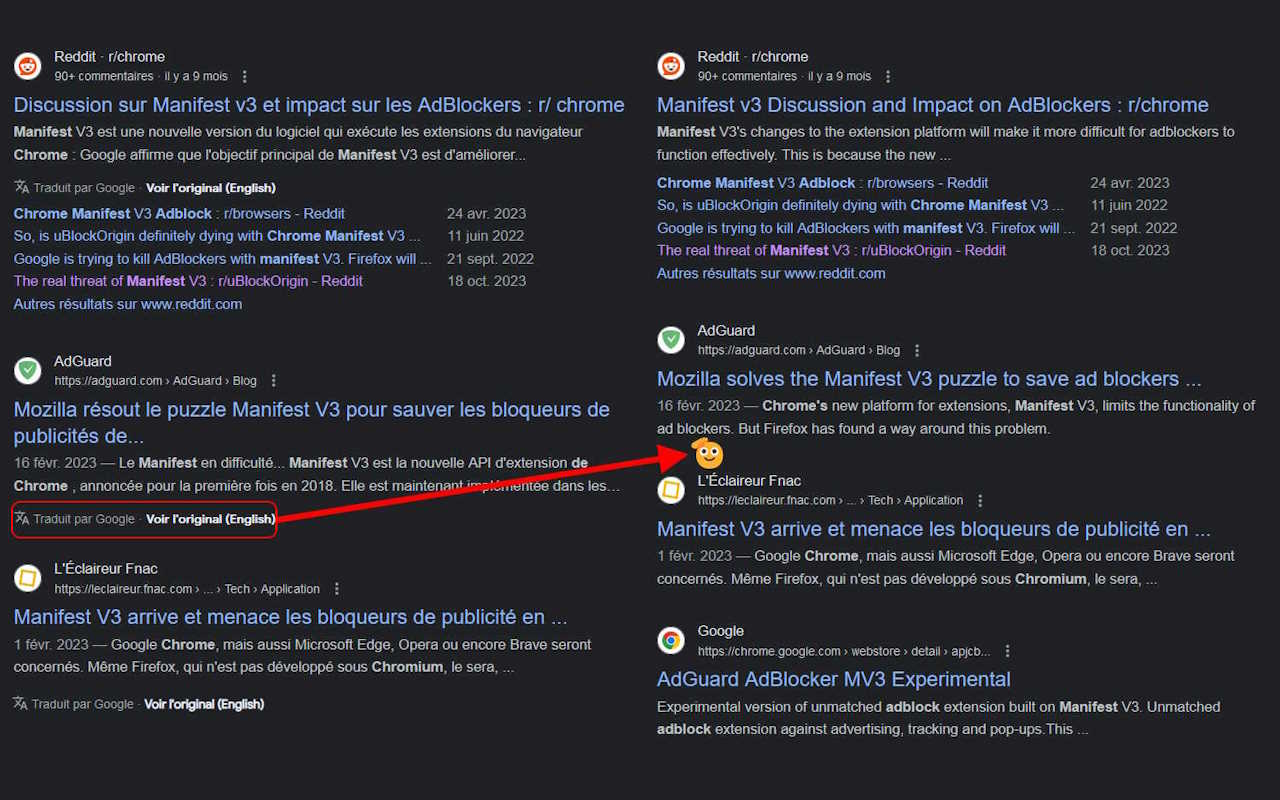 Reddit · r/chrome
90+ commentaires · il y a 9 mois
Discussion sur Manifest v3 et impact sur les AdBlockers : r/ chrome
Manifest V3 est une nouvelle version du logiciel qui exécute les extensions du navigateur
Chrome : Google affirme que l'objectif principal de Manifest V3 est d'améliorer...
Traduit par Google · Voir l'original (English)
Chrome Manifest V3 Adblock : r/browsers - Reddit 24 avr. 2023
So, is uBlockOrigin definitely dying with Chrome Manifest V3 ... 11 juin 2022
Google is trying to kill AdBlockers with manifest V3. Firefox will ... 21 sept. 2022
The real threat of Manifest V3 : r/uBlockOrigin - Reddit 18 oct. 2023
Autres résultats sur www.reddit.com
AdGuard
https://adguard.com › AdGuard › Blog
Mozilla résout le puzzle Manifest V3 pour sauver les bloqueurs de
publicités de...
16 févr. 2023 — Le Manifest en difficulté... Manifest V3 est la nouvelle API d'extension de
Chrome , annoncée pour la première fois en 2018. Elle est maintenant implémentée dans les...
Traduit par Google · Voir l'original (English)
L'Éclaireur Fnac
https://leclaireur.fnac.com › ... › Tech › Application
Manifest V3 arrive et menace les bloqueurs de publicité en ...
1 févr. 2023 — Google Chrome, mais aussi Microsoft Edge, Opera ou encore Brave seront
concernés. Même Firefox, qui n'est pas développé sous Chromium, le sera, ...
Traduit par Google · Voir l'original (English)
Reddit · r/chrome
90+ commentaires · il y a 9 mois
Manifest v3 Discussion and Impact on AdBlockers : r/chrome
Manifest V3's changes to the extension platform will make it more difficult for adblockers to
function effectively. This is because the new ...
Chrome Manifest V3 Adblock : r/browsers - Reddit 24 avr. 2023
So, is uBlockOrigin definitely dying with Chrome Manifest V3 ... 11 juin 2022
Google is trying to kill AdBlockers with manifest V3. Firefox will ... 21 sept. 2022
The real threat of Manifest V3 : r/uBlockOrigin - Reddit 18 oct. 2023
Autres résultats sur www.reddit.com
AdGuard
https://adguard.com › AdGuard › Blog
Mozilla solves the Manifest V3 puzzle to save ad blockers ...
16 févr. 2023 — Chrome's new platform for extensions, Manifest V3, limits the functionality of
ad blockers. But Firefox has found a way around this problem.
L'Éclaireur Fnac
https://leclaireur.fnac.com › ... › Tech › Application
Manifest V3 arrive et menace les bloqueurs de publicité en ...
1 févr. 2023 — Google Chrome, mais aussi Microsoft Edge, Opera ou encore Brave seront
concernés. Même Firefox, qui n'est pas développé sous Chromium, le sera, ...
Google
https://chrome.google.com › webstore › detail › apjcb...
AdGuard AdBlocker MV3 Experimental
Experimental version of unmatched adblock extension built on Manifest V3. Unmatched
adblock extension against advertising, tracking and pop-ups.This ...